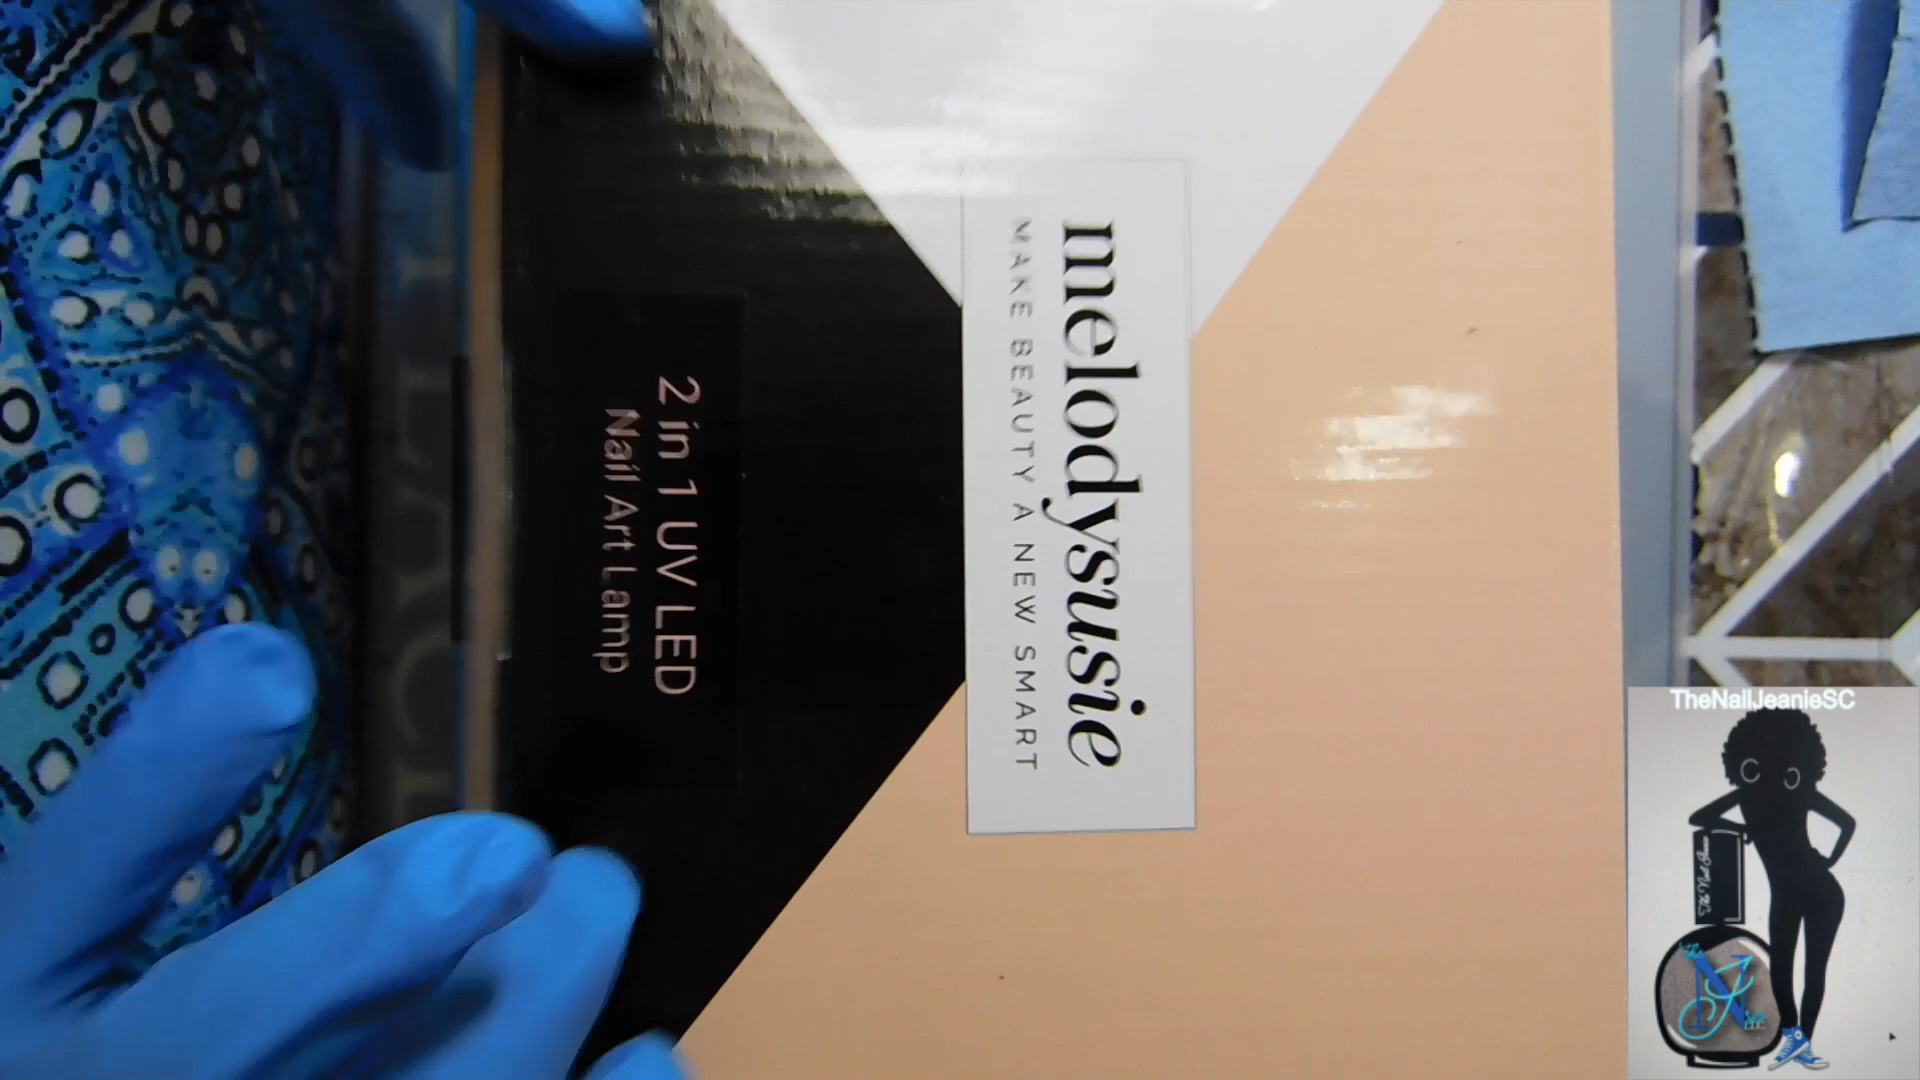 melodysusie
MAKE BEAUTY A NEW SMART
2 in 1 UV LED
Nail Art Lamp
TheNailJeanieSC